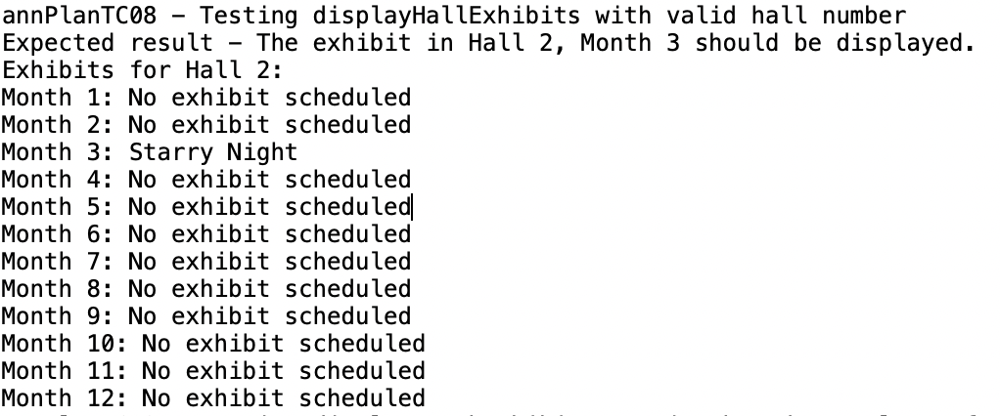 annPlanTC08 – Testing displayHallExhibits with valid hall number
Expected result – The exhibit in Hall 2, Month 3 should be displayed.
Exhibits for Hall 2:
Month 1: No exhibit scheduled
Month 2: No exhibit scheduled
Month 3: Starry Night
Month 4: No exhibit scheduled
Month 5: No exhibit scheduled
Month 6: No exhibit scheduled
Month 7: No exhibit scheduled
Month 8: No exhibit scheduled
Month 9: No exhibit scheduled
Month 10: No exhibit scheduled
Month 11: No exhibit scheduled
Month 12: No exhibit scheduled